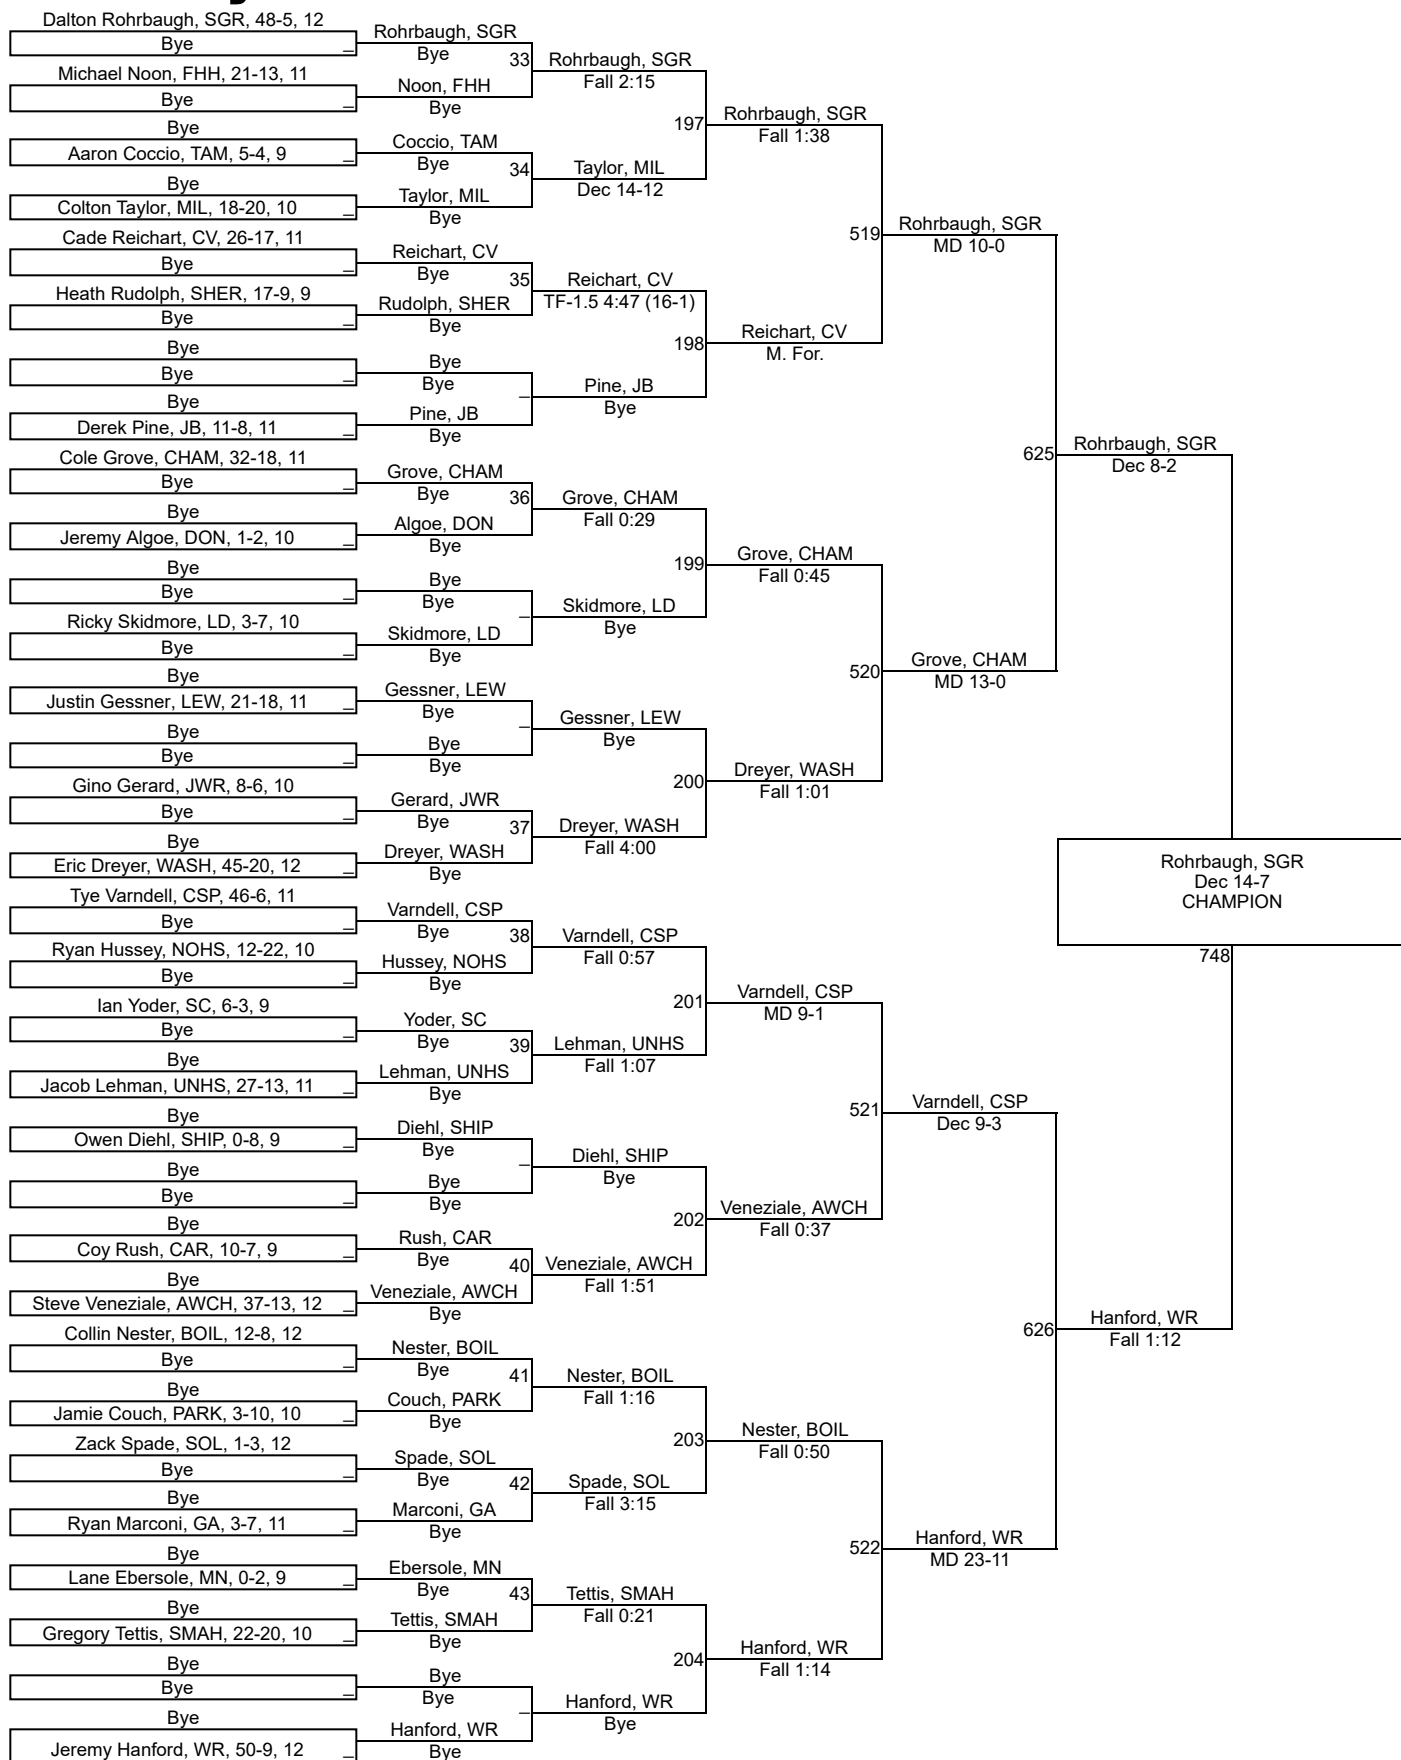 Dalton Rohrbaugh, SGR, 48-5, 12
Bye _
Michael Noon, FHH, 21-13, 11
Bye _
Bye
Aaron Coccio, TAM, 5-4, 9 _
Bye
Colton Taylor, MIL, 18-20, 10 _
Cade Reichart, CV, 26-17, 11
Bye _
Heath Rudolph, SHER, 17-9, 9
Bye _
Bye
Bye _
Bye
Derek Pine, JB, 11-8, 11 _
Cole Grove, CHAM, 32-18, 11
Bye _
Bye
Jeremy Algoe, DON, 1-2, 10 _
Bye
Bye _
Ricky Skidmore, LD, 3-7, 10
Bye _
Bye
Justin Gessner, LEW, 21-18, 11 _
Bye
Bye _
Gino Gerard, JWR, 8-6, 10
Bye _
Bye
Eric Dreyer, WASH, 45-20, 12 _
Tye Varndell, CSP, 46-6, 11
Bye _
Ryan Hussey, NOHS, 12-22, 10
Bye _
Ian Yoder, SC, 6-3, 9
Bye _
Bye
Jacob Lehman, UNHS, 27-13, 11 _
Bye
Owen Diehl, SHIP, 0-8, 9 _
Bye
Bye _
Bye
Coy Rush, CAR, 10-7, 9 _
Bye
Steve Veneziale, AWCH, 37-13, 12 _
Collin Nester, BOIL, 12-8, 12
Bye _
Bye
Jamie Couch, PARK, 3-10, 10 _
Zack Spade, SOL, 1-3, 12
Bye _
Bye
Ryan Marconi, GA, 3-7, 11 _
Bye
Lane Ebersole, MN, 0-2, 9 _
Bye
Gregory Tettis, SMAH, 22-20, 10 _
Bye
Bye _
Bye
Jeremy Hanford, WR, 50-9, 12
Rohrbaugh, SGR
Bye
33
Noon, FHH
Bye
Coccio, TAM
Bye
34
Taylor, MIL
Bye
Reichart, CV
Bye
35
Rudolph, SHER
Bye
Bye
Bye
_
Pine, JB
Bye
Grove, CHAM
Bye
36
Algoe, DON
Bye
Bye
Bye
_
Skidmore, LD
Bye
Gessner, LEW
Bye
_
Bye
Bye
Gerard, JWR
Bye
37
Dreyer, WASH
Bye
Varndell, CSP
Bye
38
Hussey, NOHS
Bye
Yoder, SC
Bye
39
Lehman, UNHS
Bye
Diehl, SHIP
Bye
_
Bye
Bye
Rush, CAR
Bye
40
Veneziale, AWCH
Bye
Nester, BOIL
Bye
41
Couch, PARK
Bye
Spade, SOL
Bye
42
Marconi, GA
Bye
Ebersole, MN
Bye
43
Tettis, SMAH
Bye
Bye
Bye
_
Hanford, WR
Bye
Rohrbaugh, SGR
Fall 2:15
197
Taylor, MIL
Dec 14-12
Reichart, CV
TF-1.5 4:47 (16-1)
198
Pine, JB
Bye
Grove, CHAM
Fall 0:29
199
Skidmore, LD
Bye
Gessner, LEW
Bye
200
Dreyer, WASH
Fall 4:00
Varndell, CSP
Fall 0:57
201
Lehman, UNHS
Fall 1:07
Diehl, SHIP
Bye
202
Veneziale, AWCH
Fall 1:51
Nester, BOIL
Fall 1:16
203
Spade, SOL
Fall 3:15
Tettis, SMAH
Fall 0:21
204
Hanford, WR
Bye
Rohrbaugh, SGR
Fall 1:38
519
Reichart, CV
M. For.
Grove, CHAM
Fall 0:45
520
Dreyer, WASH
Fall 1:01
Varndell, CSP
MD 9-1
521
Veneziale, AWCH
Fall 0:37
Nester, BOIL
Fall 0:50
522
Hanford, WR
Fall 1:14
Rohrbaugh, SGR
MD 10-0
625
Grove, CHAM
MD 13-0
Varndell, CSP
Dec 9-3
626
Hanford, WR
MD 23-11
Rohrbaugh, SGR
Dec 8-2
Hanford, WR
Fall 1:12
Rohrbaugh, SGR
Dec 14-7
CHAMPION
748